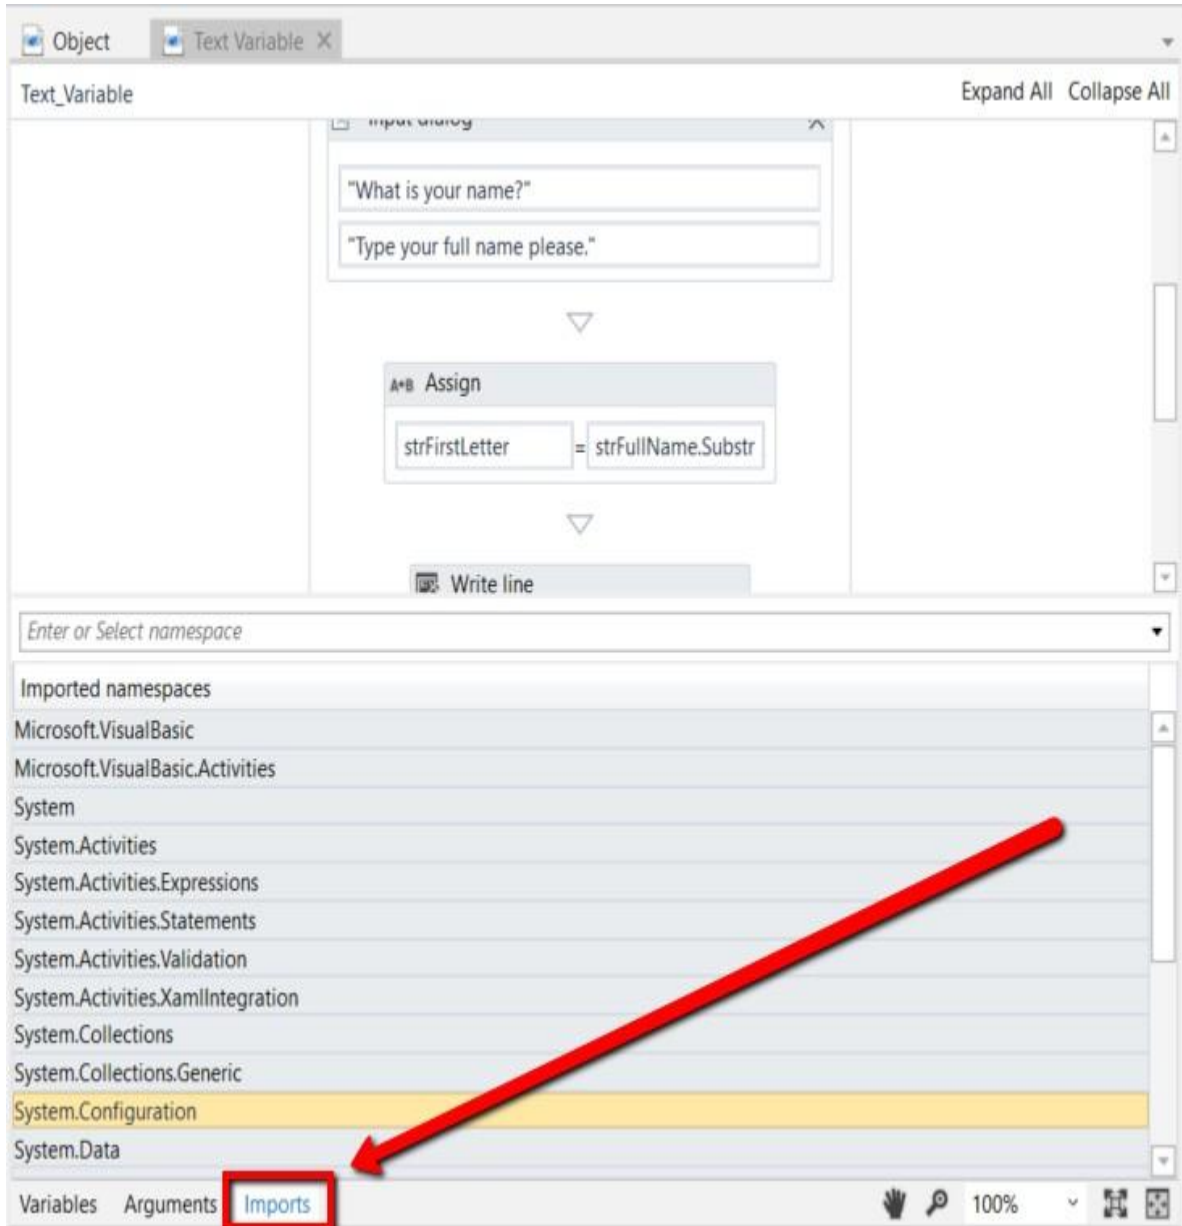 Object Text Variable
Text_Variable Expand All Collapse All
Input dialog
"What is your name?"
"Type your full name please."
A+B Assign
strFirstLetter = strFullName.Substr
Write line
Enter or Select namespace
Imported namespaces
Microsoft.VisualBasic
Microsoft.VisualBasic.Activities
System
System.Activities
System.Activities.Expressions
System.Activities.Statements
System.Activities.Validation
System.Activities.XamlIntegration
System.Collections
System.Collections.Generic
System.Configuration
System.Data
Variables Arguments Imports 100%